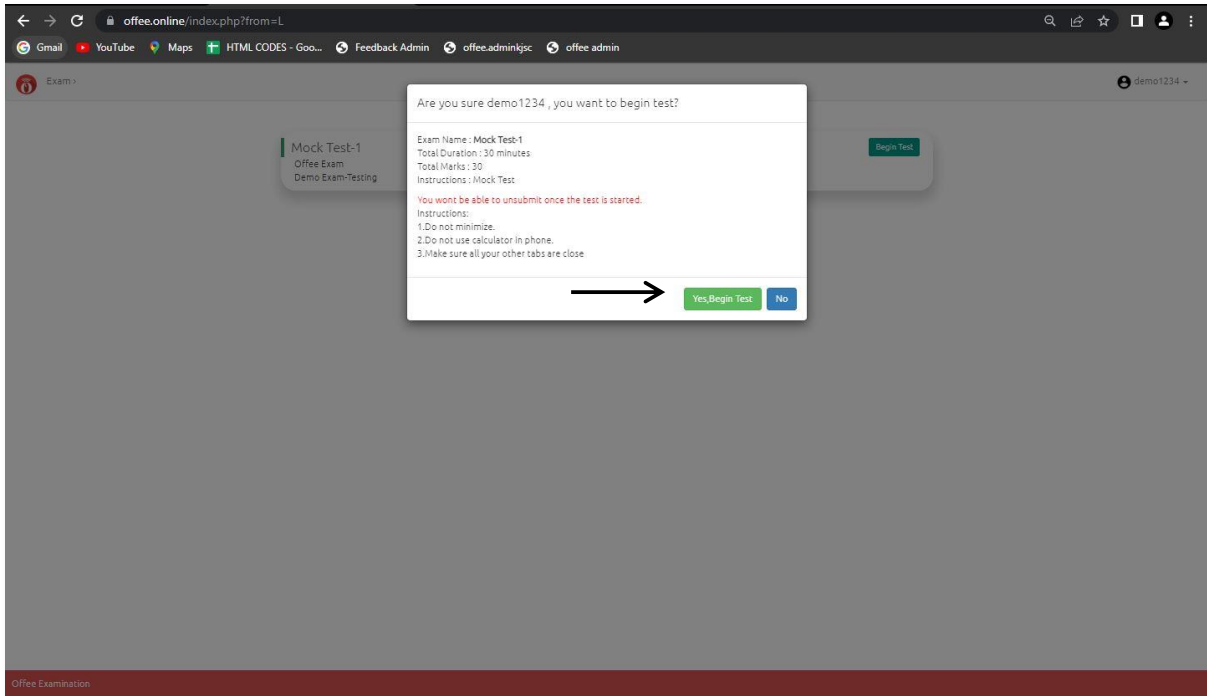 offee.online/index.php?from=L
Gmail YouTube Maps HTML CODES - Goo... Feedback Admin offee.adminkjsc offee admin
Exam ›
demo1234
Are you sure demo1234 , you want to begin test?
Exam Name : Mock Test-1
Total Duration : 30 minutes
Total Marks : 30
Instructions : Mock Test
You wont be able to unsubmit once the test is started.
Instructions:
1.Do not minimize.
2.Do not use calculator in phone.
3.Make sure all your other tabs are close
Yes,Begin Test No
Mock Test-1
Offee Exam
Demo Exam-Testing
Begin Test
Offee Examination